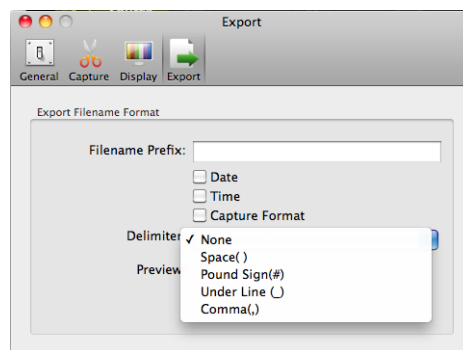 Export
General Capture Display Export
Export Filename Format
Filename Prefix:
Date
Time
Capture Format
Delimiter
✓ None
Space( )
Preview
Pound Sign(#)
Under Line (_)
Comma(,)